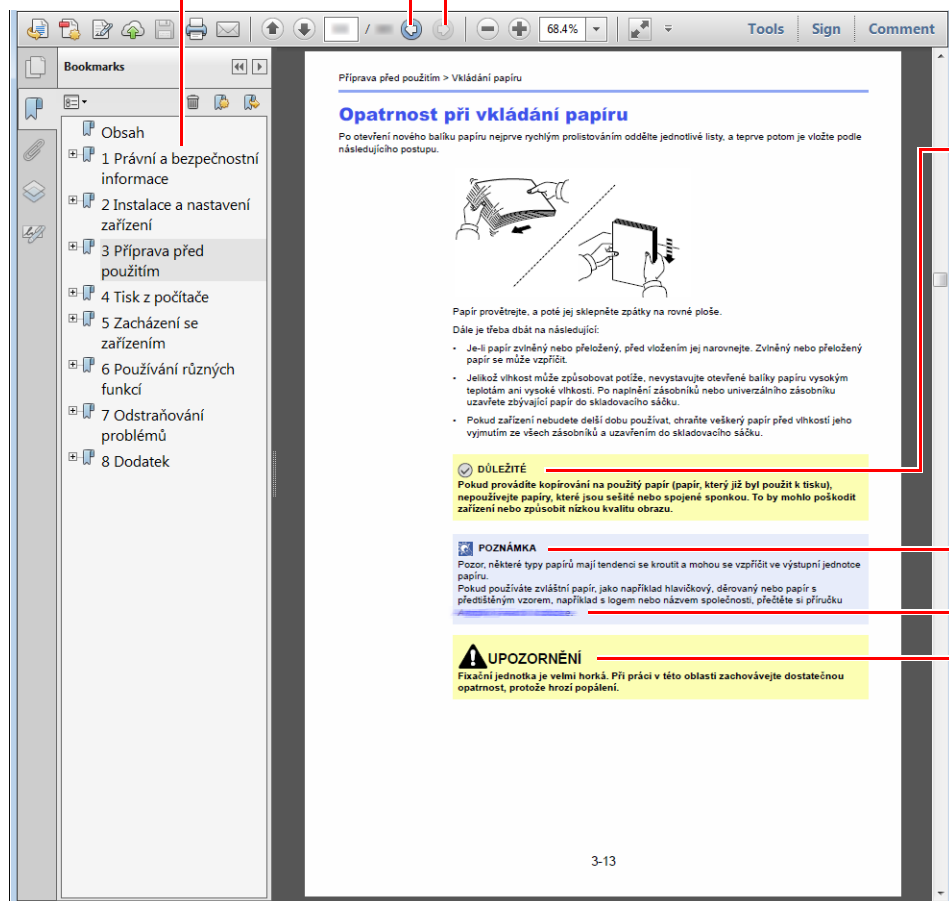 /
68.4%
Tools
Sign
Comment
Bookmarks
Obsah
1 Právní a bezpečnostní
informace
2 Instalace a nastavení
zařízení
3 Příprava před
použitím
4 Tisk z počítače
5 Zacházení se
zařízením
6 Používání různých
funkcí
7 Odstraňování
problémů
8 Dodatek
Příprava před použitím > Vkládání papíru
Opatrnost při vkládání papíru
Po otevření nového balíku papíru nejprve rychlým prolistováním oddělte jednotlivé listy, a teprve potom je vložte podle
následujícího postupu.
Papír provětrejte, a poté jej sklepněte zpátky na rovné ploše.
Dále je třeba dbát na následující:
• Je-li papír zvlněný nebo přeložený, před vložením jej narovnejte. Zvlněný nebo přeložený
papír se může vzpříčit.
• Jelikož vlhkost může způsobovat potíže, nevystavujte otevřené balíky papíru vysokým
teplotám ani vysoké vlhkosti. Po naplnění zásobníků nebo univerzálního zásobníku
uzavřete zbývající papír do skladovacího sáčku.
• Pokud zařízení nebudete delší dobu používat, chraňte veškerý papír před vlhkostí jeho
vyjmutím ze všech zásobníků a uzavřením do skladovacího sáčku.
DŮLEŽITÉ
Pokud provádíte kopírování na použitý papír (papír, který již byl použit k tisku),
nepoužívejte papíry, které jsou sešité nebo spojené sponkou. To by mohlo poškodit
zařízení nebo způsobit nízkou kvalitu obrazu.
POZNÁMKA
Pozor, některé typy papírů mají tendenci se kroutit a mohou se vzpříčit ve výstupní jednotce
papíru.
Pokud používáte zvláštní papír, jako například hlavičkový, děrovaný nebo papír s
předtištěným vzorem, například s logem nebo názvem společnosti, přečtěte si příručku
UPOZORNĚNÍ
Fixační jednotka je velmi horká. Při práci v této oblasti zachovávejte dostatečnou
opatrnost, protože hrozí popálení.
3-13